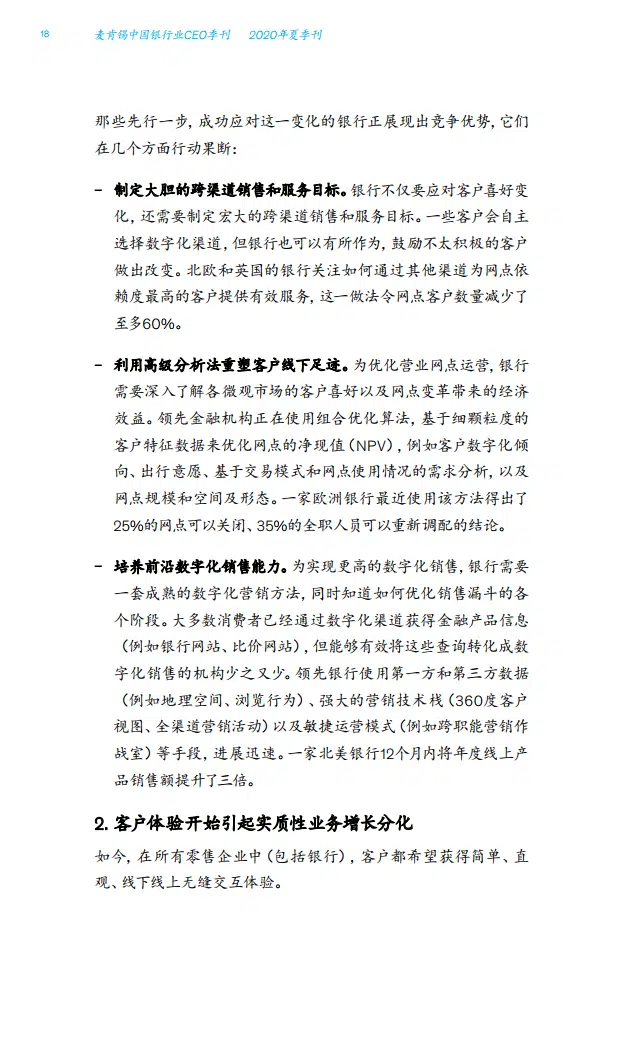 18 麦肯锡中国银行业CEO季刊 2020年夏季刊
那些先行一步，成功应对这一变化的银行正展现出竞争优势，它们
在几个方面行动果断：
– 制定大胆的跨渠道销售和服务目标。银行不仅要应对客户喜好变
化，还需要制定宏大的跨渠道销售和服务目标。一些客户会自主
选择数字化渠道，但银行也可以有所作为，鼓励不太积极的客户
做出改变。北欧和英国的银行关注如何通过其他渠道为网点依
赖度最高的客户提供有效服务，这一做法令网点客户数量减少了
至多60%。
– 利用高级分析法重塑客户线下足迹。为优化营业网点运营，银行
需要深入了解各微观市场的客户喜好以及网点变革带来的经济
效益。领先金融机构正在使用组合优化算法，基于细颗粒度的
客户特征数据来优化网点的净现值（NPV），例如客户数字化倾
向、出行意愿、基于交易模式和网点使用情况的需求分析，以及
网点规模和空间及形态。一家欧洲银行最近使用该方法得出了
25%的网点可以关闭、35%的全职人员可以重新调配的结论。
– 培养前沿数字化销售能力。为实现更高的数字化销售，银行需要
一套成熟的数字化营销方法，同时知道如何优化销售漏斗的各
个阶段。大多数消费者已经通过数字化渠道获得金融产品信息
（例如银行网站、比价网站），但能够有效将这些查询转化成数
字化销售的机构少之又少。领先银行使用第一方和第三方数据
（例如地理空间、浏览行为）、强大的营销技术栈（360度客户
视图、全渠道营销活动）以及敏捷运营模式（例如跨职能营销作
战室）等手段，进展迅速。一家北美银行12个月内将年度线上产
品销售额提升了三倍。
2. 客户体验开始引起实质性业务增长分化
如今，在所有零售企业中（包括银行），客户都希望获得简单、直
观、线下线上无缝交互体验。